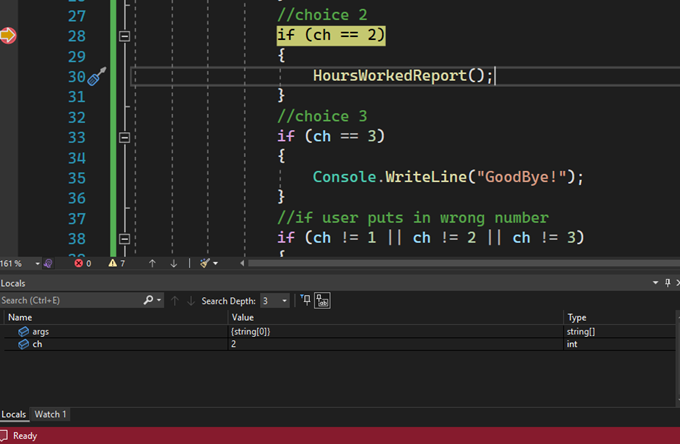 27 //choice 2
28 if (ch == 2)
29 {
30 HoursWorkedReport();
31 }
32 //choice 3
33 if (ch == 3)
34 {
35 Console.WriteLine("GoodBye!");
36 }
37 //if user puts in wrong number
38 if (ch != 1 || ch != 2 || ch != 3)
161 % 0 7
Locals
Search (Ctrl+E) Search Depth: 3
Name Value Type
args {string[0]} string[]
ch 2 int
Locals Watch 1
Ready